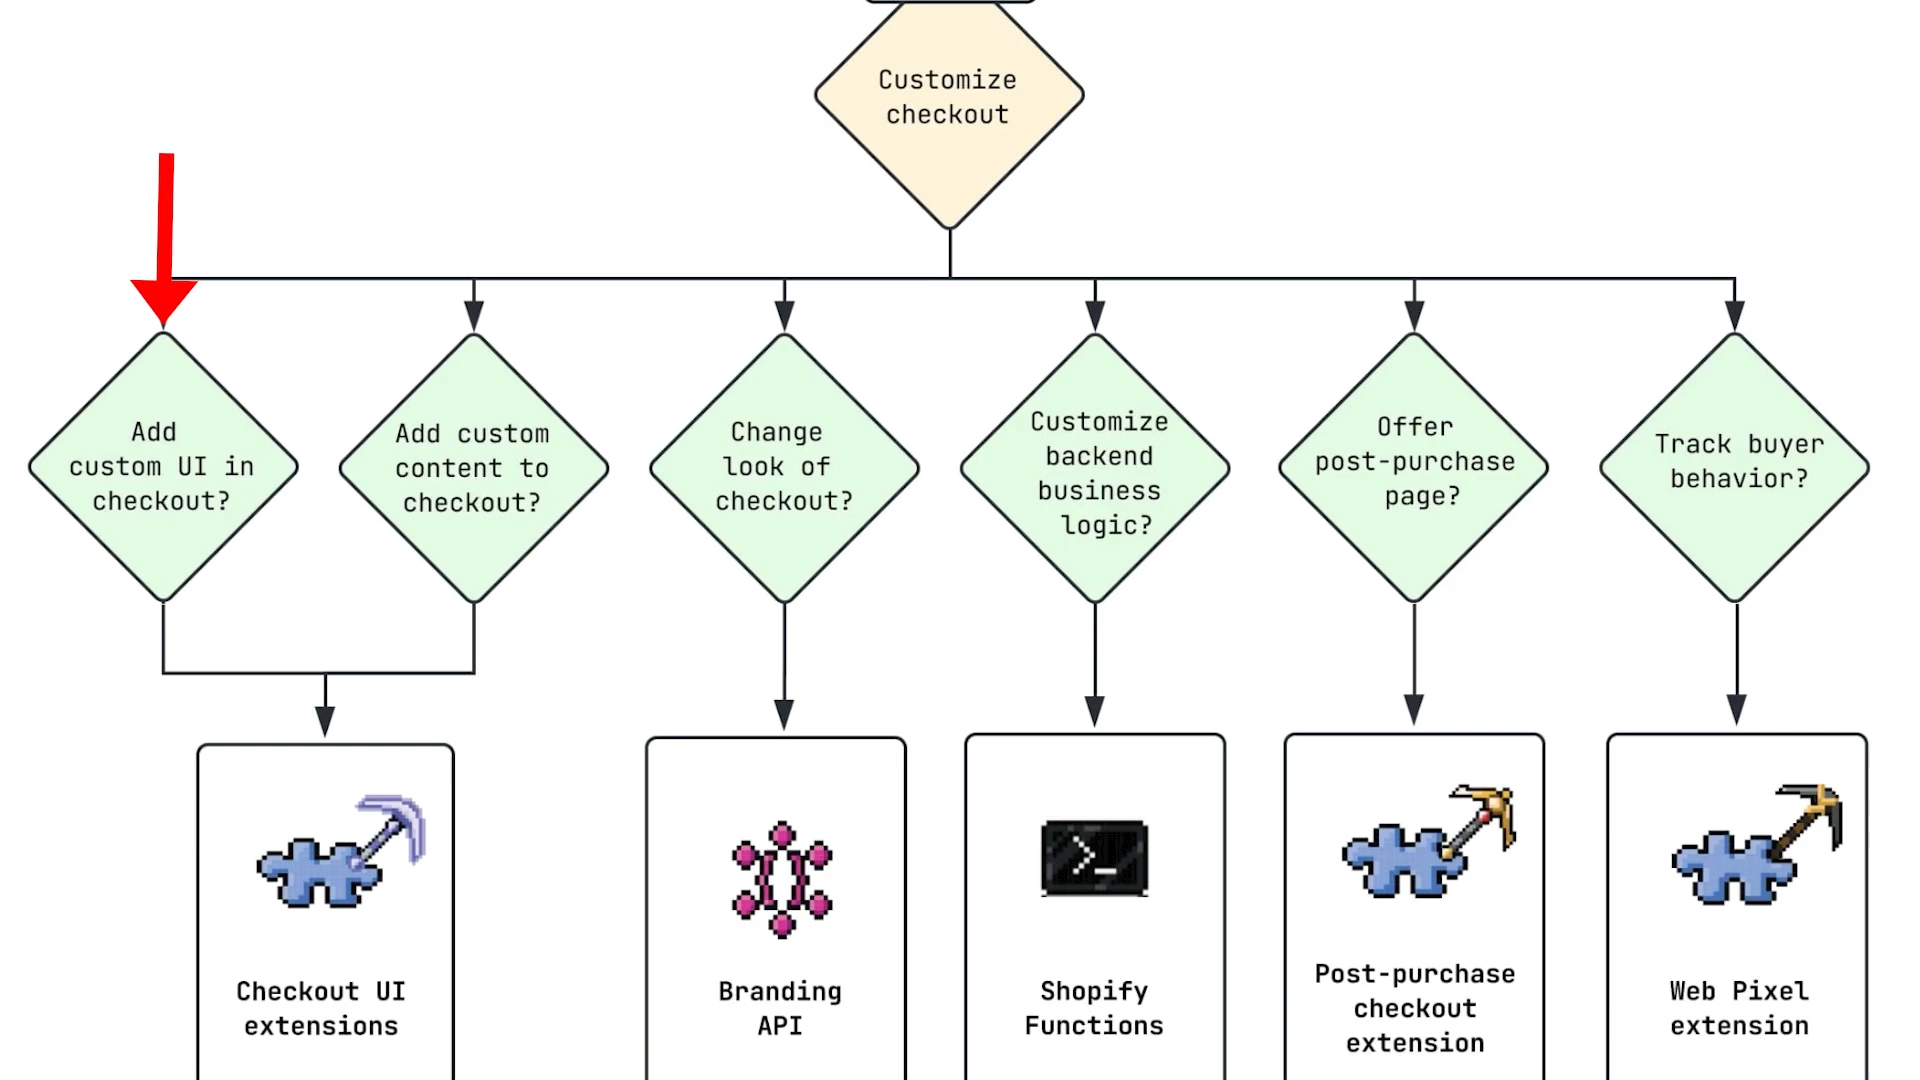 Customize
checkout
Add
custom UI in
checkout?
Add custom
content to
checkout?
Change
look of
checkout?
Customize
backend
business
logic?
Offer
post-purchase
page?
Track buyer
behavior?
Checkout UI
extensions
Branding
API
Shopify
Functions
Post-purchase
checkout
extension
Web Pixel
extension